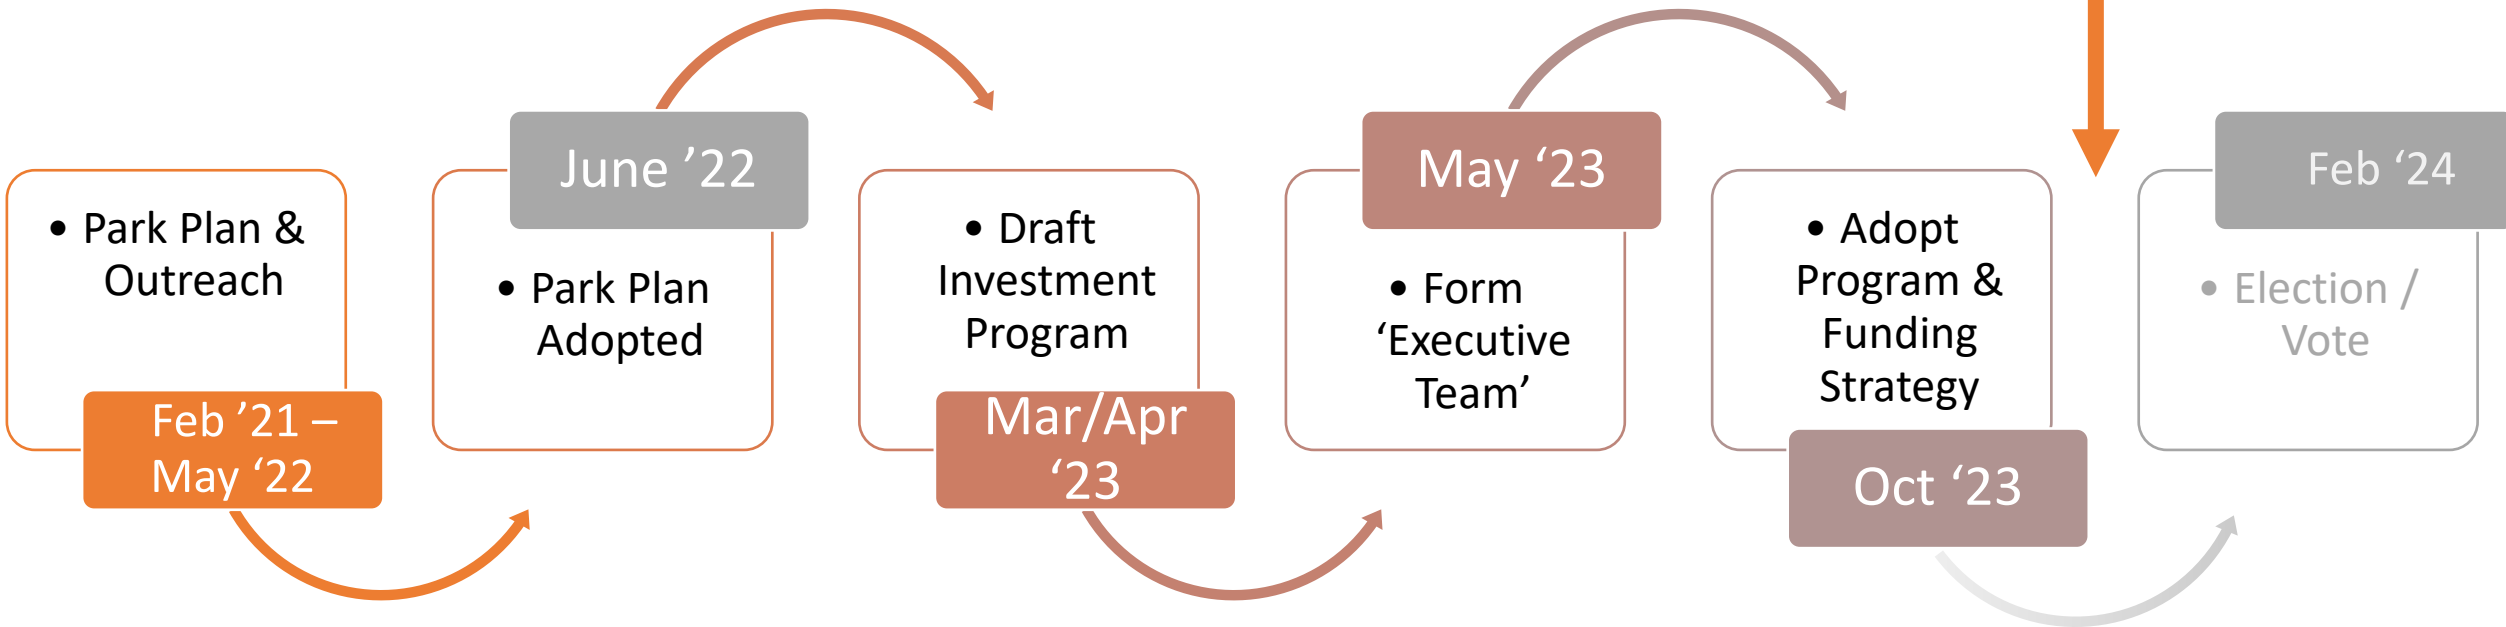 • Park Plan &
Outreach
Feb ’21 –
May ‘22
June ’22
• Park Plan
Adopted
• Draft
Investment
Program
Mar/Apr
‘23
May ‘23
• Form
‘Executive
Team’
• Adopt
Program &
Funding
Strategy
Oct ‘23
Feb ‘24
• Election /
Vote